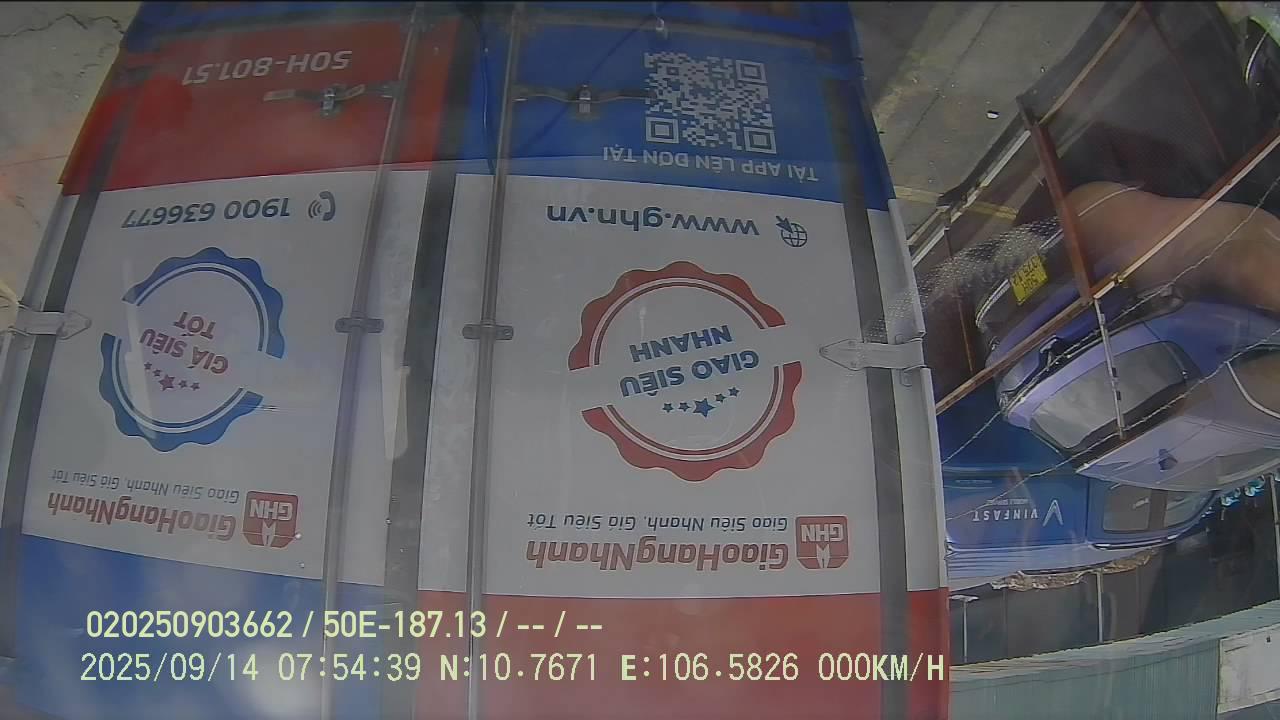 GiaoHangNhanh
Giao Siêu Nhanh, Giá Siêu Tốt
GHN
GIÁ SIÊU
TỐT
1900 636677
50H-801.51
GHN
GiaoHangNhanh
Giao Siêu Nhanh, Giá Siêu Tốt
GIAO SIÊU
NHANH
www.ghn.vn
TẢI APP LÊN ĐƠN TẠI
VINFAST
020250903662 / 50E-187.13 / -- / --
2025/09/14 07:54:39 N:10.7671 E:106.5826 000KM/H